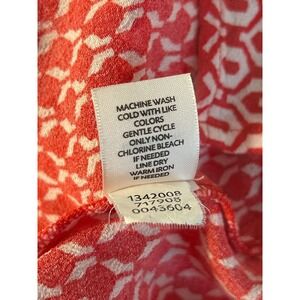 MACHINE WASH
COLD WITH LIKE
COLORS
GENTLE CYCLE
ONLY NON-
CHLORINE BLEACH
IF NEEDED
LINE DRY
WARM IRON
IF NEEDED
1342008
717908
0043604